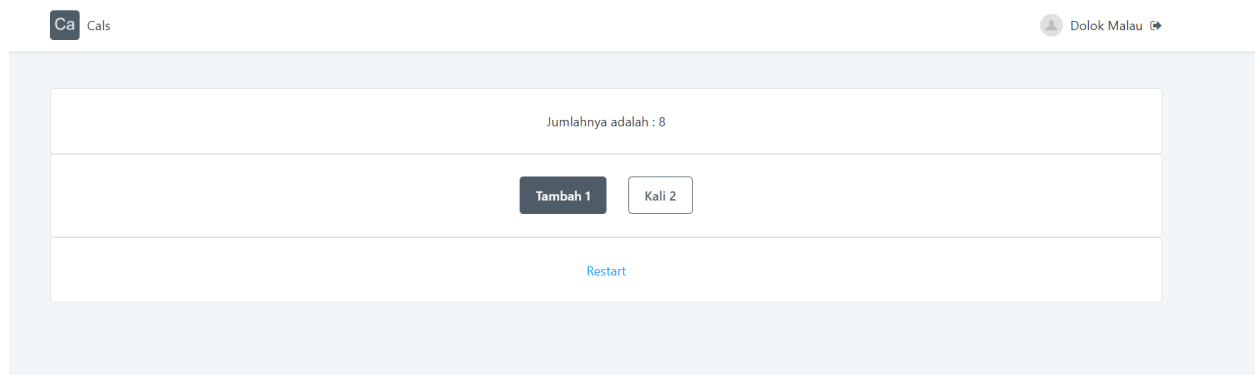 Ca Cals
Dolok Malau
Jumlahnya adalah : 8
Tambah 1
Kali 2
Restart